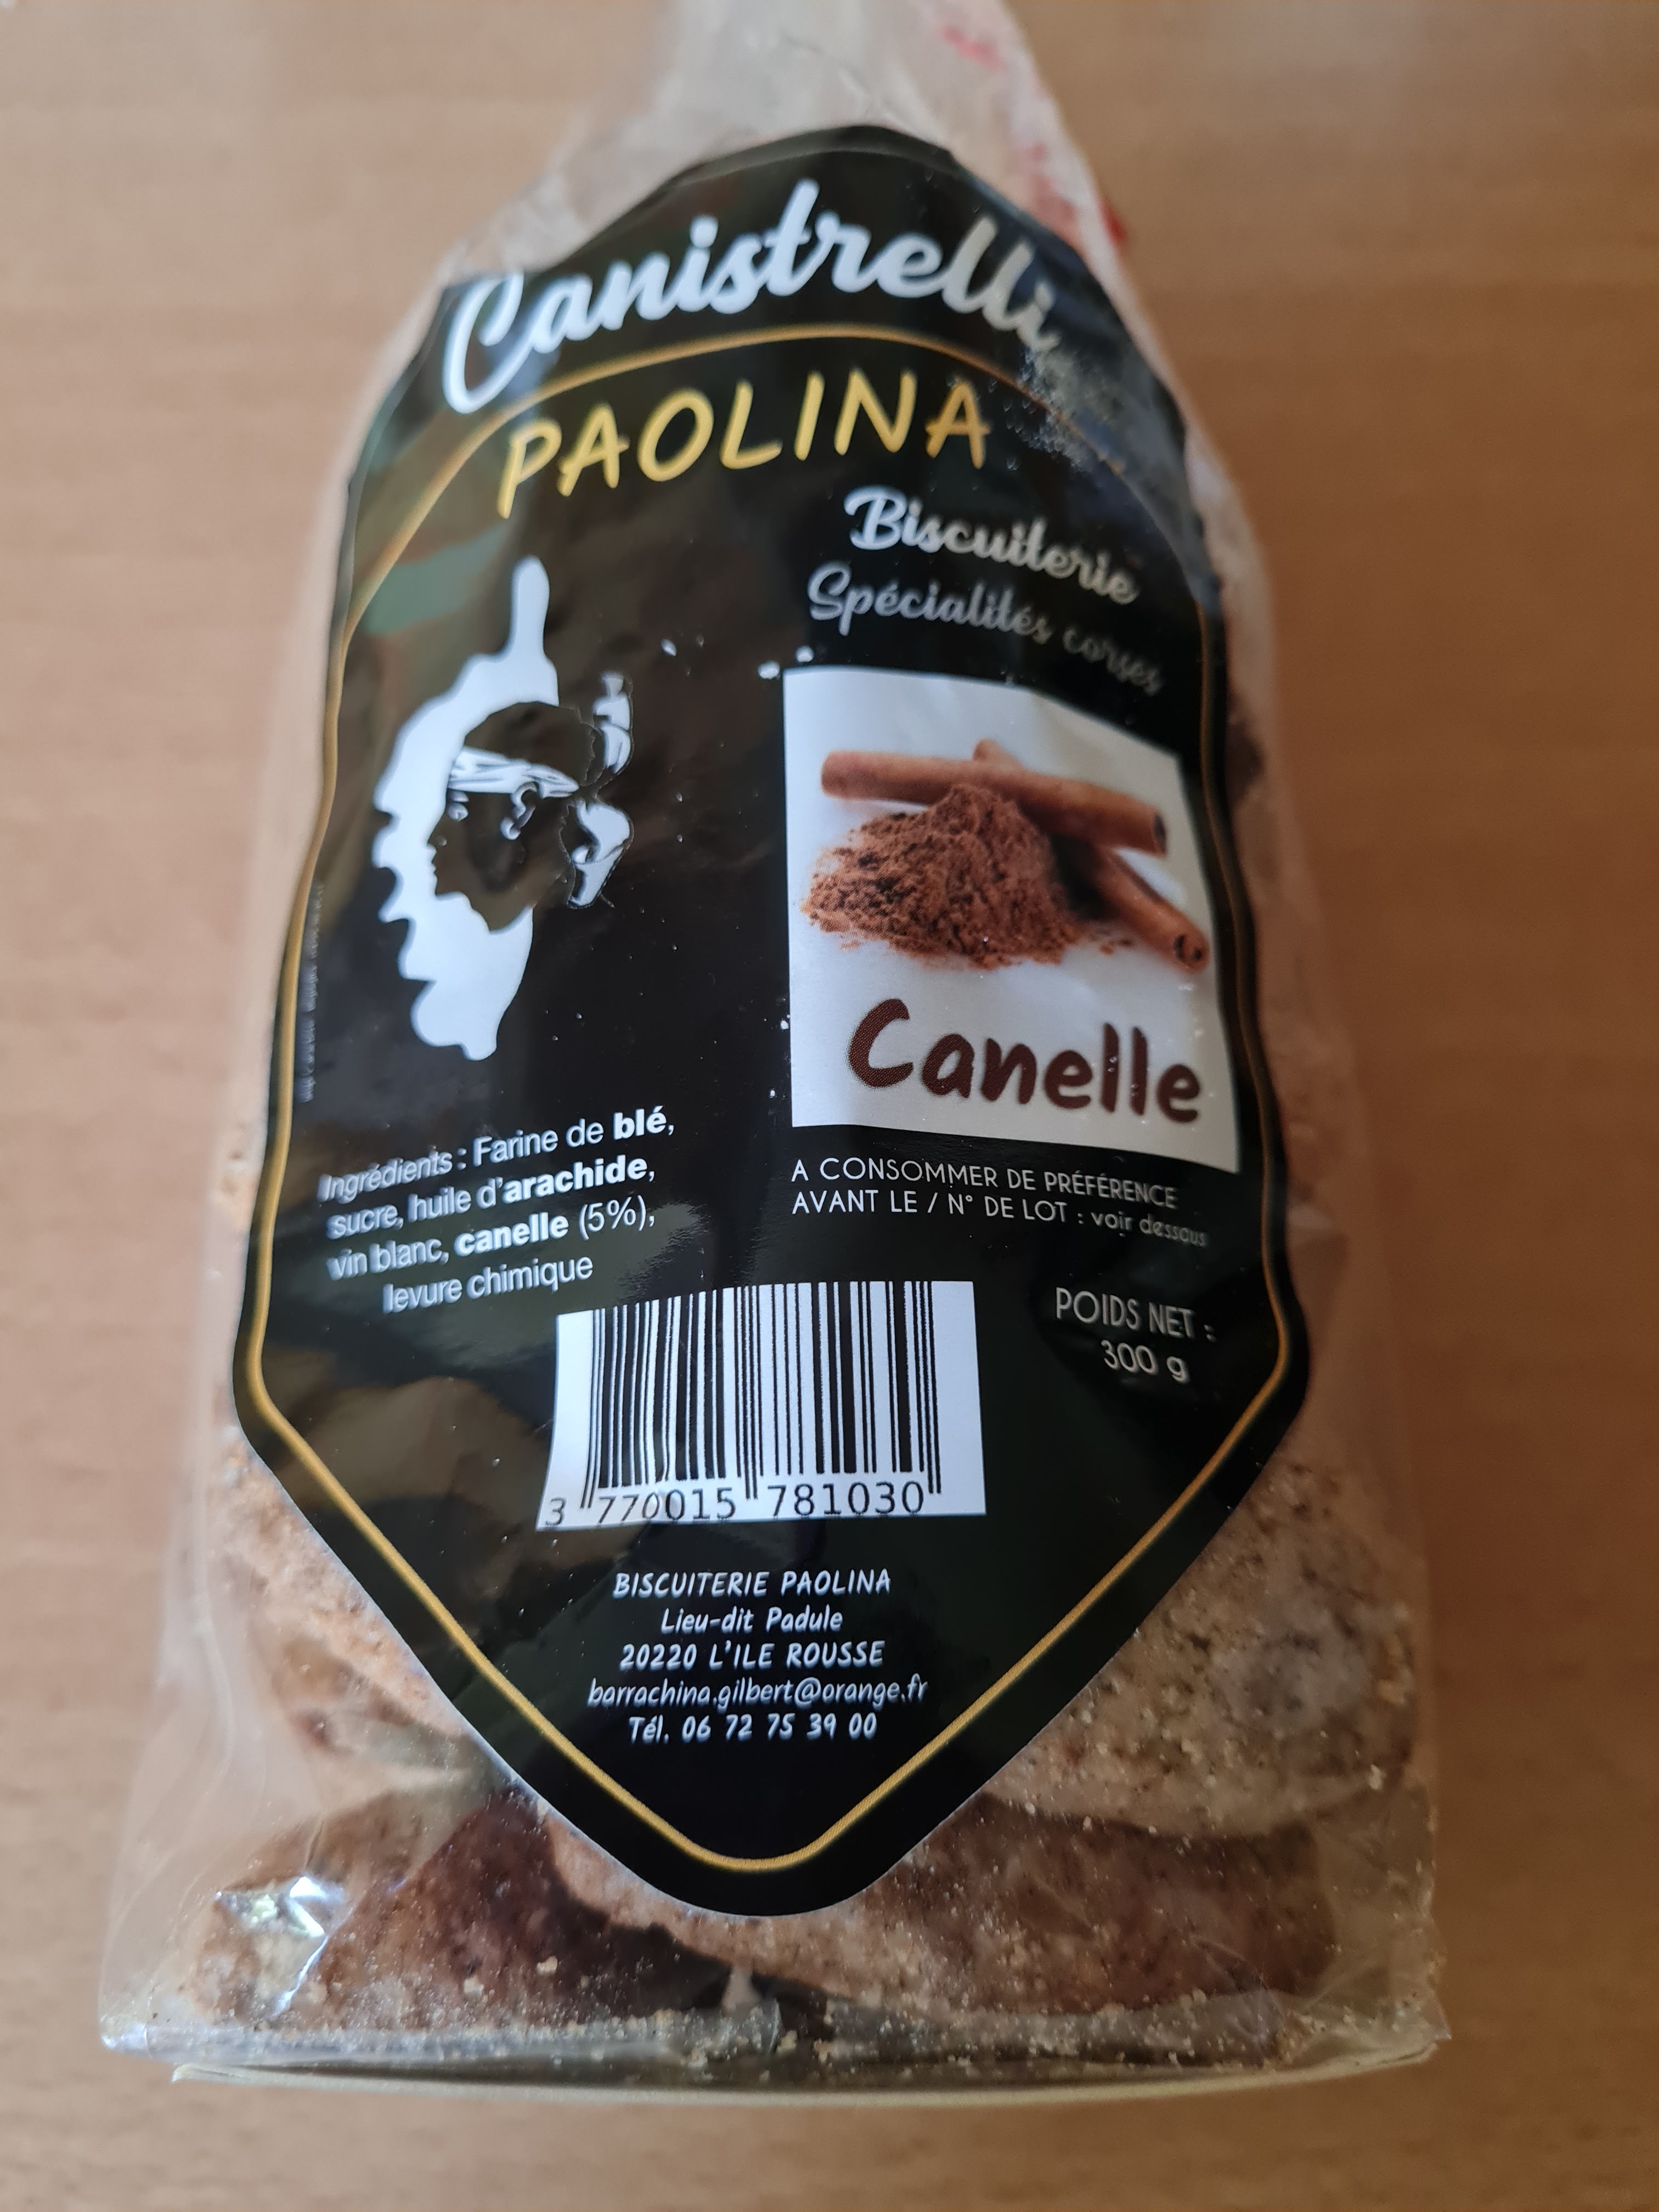 Canistrelli
PAOLINA
Biscuiterie
Spécialités corses
Canelle
Ingrédients : Farine de blé,
sucre, huile d'arachide,
vin blanc, canelle (5%),
levure chimique
A CONSOMMER DE PRÉFÉRENCE
AVANT LE / N° DE LOT : voir dessous
POIDS NET :
300 g
3 770015 781030
BISCUITERIE PAOLINA
Lieu-dit Padule
20220 L'ILE ROUSSE
barrachina.gilbert@orange.fr
Tél. 06 72 75 39 00